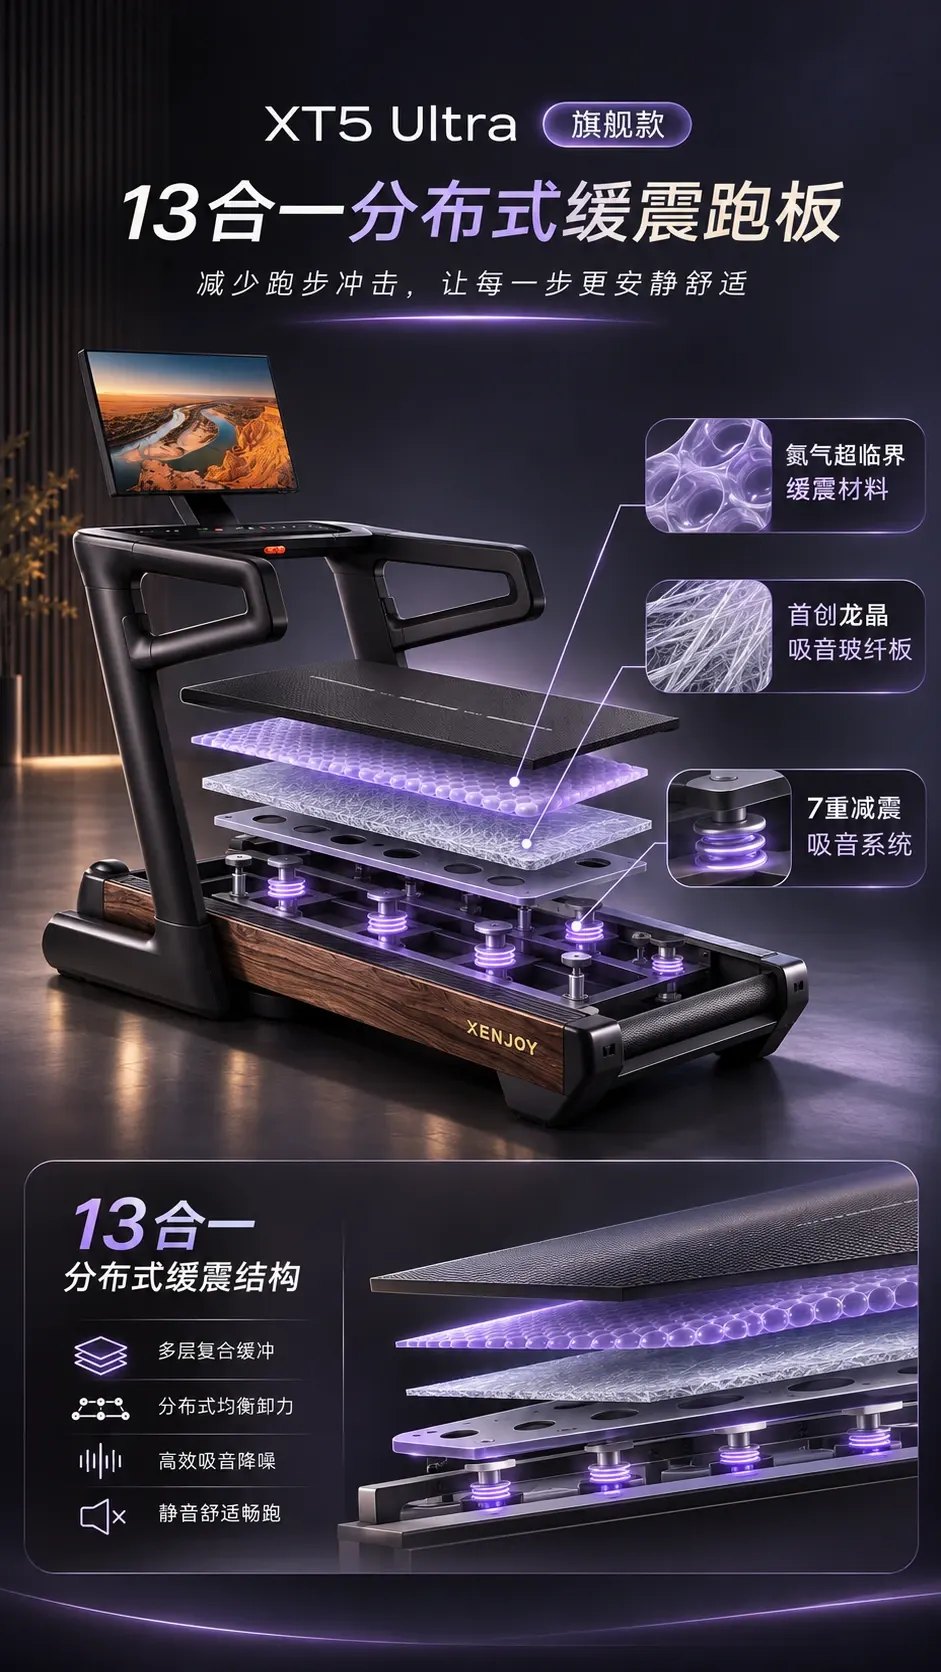 XT5 Ultra 旗舰款
13合一分布式缓震跑板
减少跑步冲击，让每一步更安静舒适
氮气超临界
缓震材料
首创龙晶
吸音玻纤板
7重减震
吸音系统
XENJOY
13合一
分布式缓震结构
多层复合缓冲
分布式均衡卸力
高效吸音降噪
静音舒适畅跑